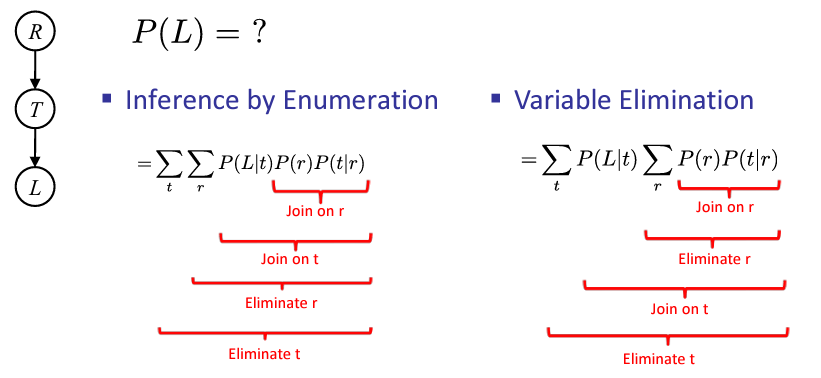 R
T
L
P(L) = ?
▪ Inference by Enumeration
= ∑_t ∑_r P(L|t)P(r)P(t|r)
Join on r
Join on t
Eliminate r
Eliminate t
▪ Variable Elimination
= ∑_t P(L|t) ∑_r P(r)P(t|r)
Join on r
Eliminate r
Join on t
Eliminate t